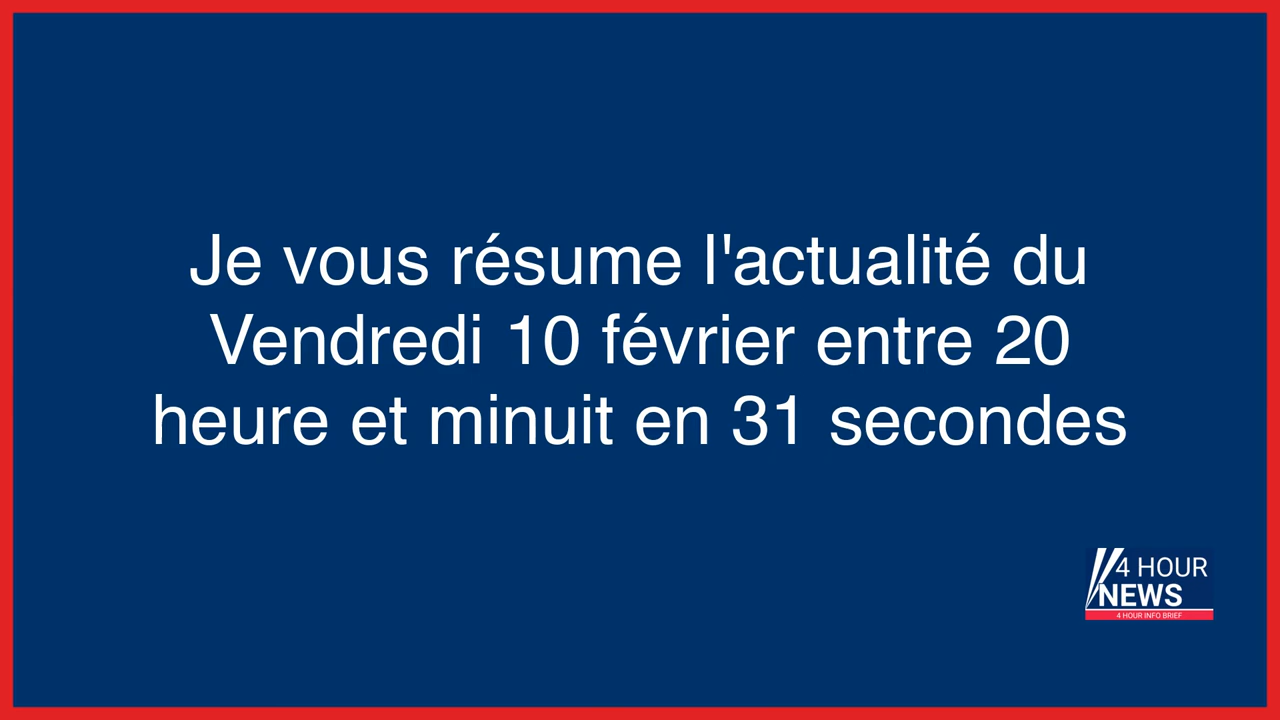 Je vous résume l'actualité du
Vendredi 10 février entre 20
heure et minuit en 31 secondes
4 HOUR
NEWS
4 HOUR INFO BRIEF